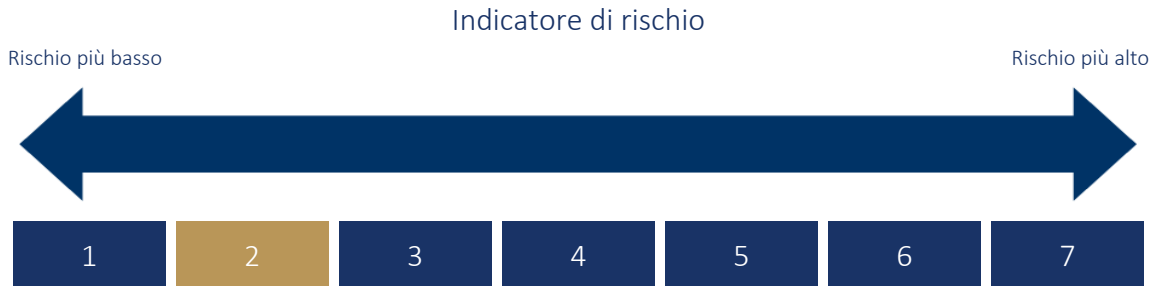 Indicatore di rischio
Rischio più basso Rischio più alto
1 2 3 4 5 6 7